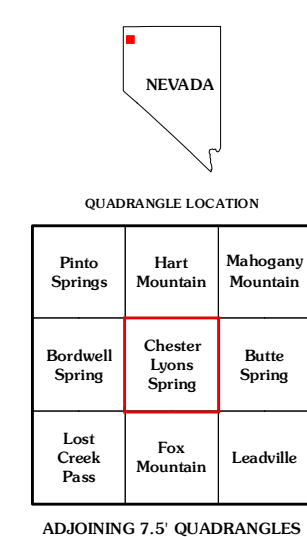 NEVADA
QUADRANGLE LOCATION
Pinto
Springs
Hart
Mountain
Mahogany
Mountain
Bordwell
Spring
Chester
Lyons
Spring
Butte
Spring
Lost
Creek
Pass
Fox
Mountain
Leadville
ADJOINING 7.5' QUADRANGLES